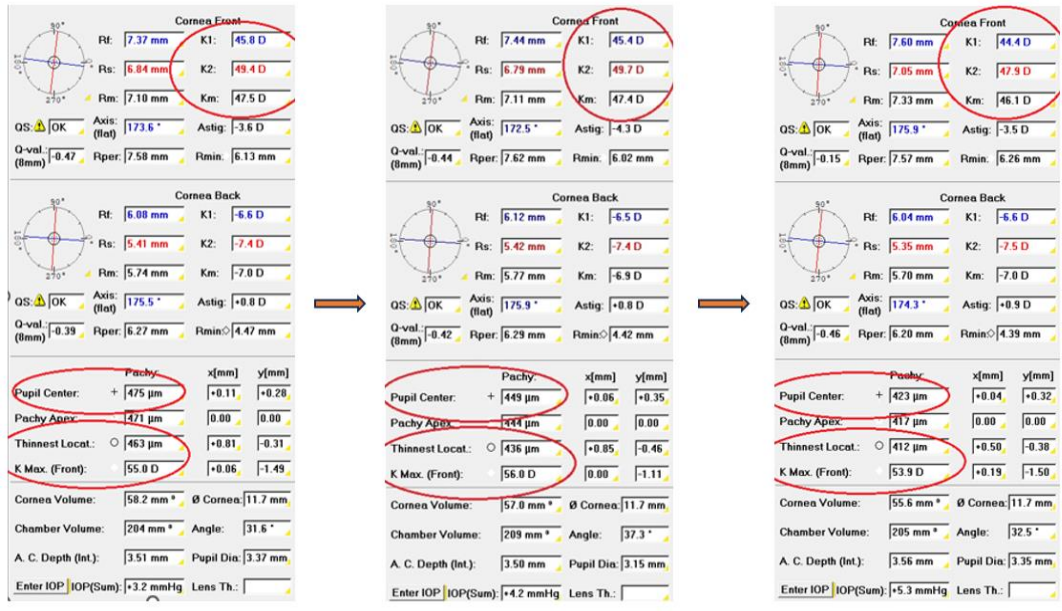 Cornea Front
90°
Rf: 7.37 mm K1: 45.8 D
180° 0° Rs: 6.84 mm K2: 49.4 D
270° Rm: 7.10 mm Km: 47.5 D
QS: OK Axis: (flat) 173.6 ° Astig: -3.6 D
Q-val.: (8mm) -0.47 Rper: 7.58 mm Rmin: 6.13 mm
Cornea Back
90°
Rf: 6.08 mm K1: -6.6 D
180° 0° Rs: 5.41 mm K2: -7.4 D
270° Rm: 5.74 mm Km: -7.0 D
QS: OK Axis: (flat) 175.5 ° Astig: +0.8 D
Q-val.: (8mm) -0.39 Rper: 6.27 mm Rmin: 4.47 mm
Pachy: x[mm] y[mm]
Pupil Center: + 475 µm +0.11 +0.28
Pachy Apex: 471 µm 0.00 0.00
Thinnest Locat.: 463 µm +0.81 -0.31
K Max. (Front): 55.0 D +0.06 -1.49
Cornea Volume: 58.2 mm³ Ø Cornea: 11.7 mm
Chamber Volume: 204 mm³ Angle: 31.6 °
A. C. Depth (Int.): 3.51 mm Pupil Dia: 3.37 mm
Enter IOP IOP(Sum): +3.2 mmHg Lens Th.:
Cornea Front
90°
Rf: 7.44 mm K1: 45.4 D
180° 0° Rs: 6.79 mm K2: 49.7 D
270° Rm: 7.11 mm Km: 47.4 D
QS: OK Axis: (flat) 172.5 ° Astig: -4.3 D
Q-val.: (8mm) -0.44 Rper: 7.62 mm Rmin. 6.02 mm
Cornea Back
90°
Rf: 6.12 mm K1: -6.5 D
180° 0° Rs: 5.42 mm K2: -7.4 D
270° Rm: 5.77 mm Km: -6.9 D
QS: OK Axis: (flat) 175.9 ° Astig: +0.8 D
Q-val.: (8mm) -0.42 Rper: 6.29 mm Rmin: 4.42 mm
Pachy: x[mm] y[mm]
Pupil Center: + 449 µm +0.06 +0.35
Pachy Apex: 444 µm 0.00 0.00
Thinnest Locat.: 436 µm +0.85 -0.46
K Max. (Front): 56.0 D 0.00 -1.11
Cornea Volume: 57.0 mm³ Ø Cornea: 11.7 mm
Chamber Volume: 209 mm³ Angle: 37.3 °
A. C. Depth (Int.): 3.50 mm Pupil Dia: 3.15 mm
Enter IOP IOP(Sum): +4.2 mmHg Lens Th.:
Cornea Front
90°
Rf: 7.60 mm K1: 44.4 D
180° 0° Rs: 7.05 mm K2: 47.9 D
270° Rm: 7.33 mm Km: 46.1 D
QS: OK Axis: (flat) 175.9 ° Astig: -3.5 D
Q-val.: (8mm) -0.15 Rper: 7.57 mm Rmin: 6.26 mm
Cornea Back
90°
Rf: 6.04 mm K1: -6.6 D
180° 0° Rs: 5.35 mm K2: -7.5 D
270° Rm: 5.70 mm Km: -7.0 D
QS: OK Axis: (flat) 174.3 ° Astig: +0.9 D
Q-val.: (8mm) -0.46 Rper: 6.20 mm Rmin: 4.39 mm
Pachy: x[mm] y[mm]
Pupil Center: + 423 µm +0.04 +0.32
Pachy Apex: 417 µm 0.00 0.00
Thinnest Locat.: 412 µm +0.50 -0.38
K Max. (Front): 53.9 D +0.19 -1.50
Cornea Volume: 55.6 mm³ Ø Cornea: 11.7 mm
Chamber Volume: 205 mm³ Angle: 32.5 °
A. C. Depth (Int.): 3.56 mm Pupil Dia: 3.35 mm
Enter IOP IOP(Sum): +5.3 mmHg Lens Th.: